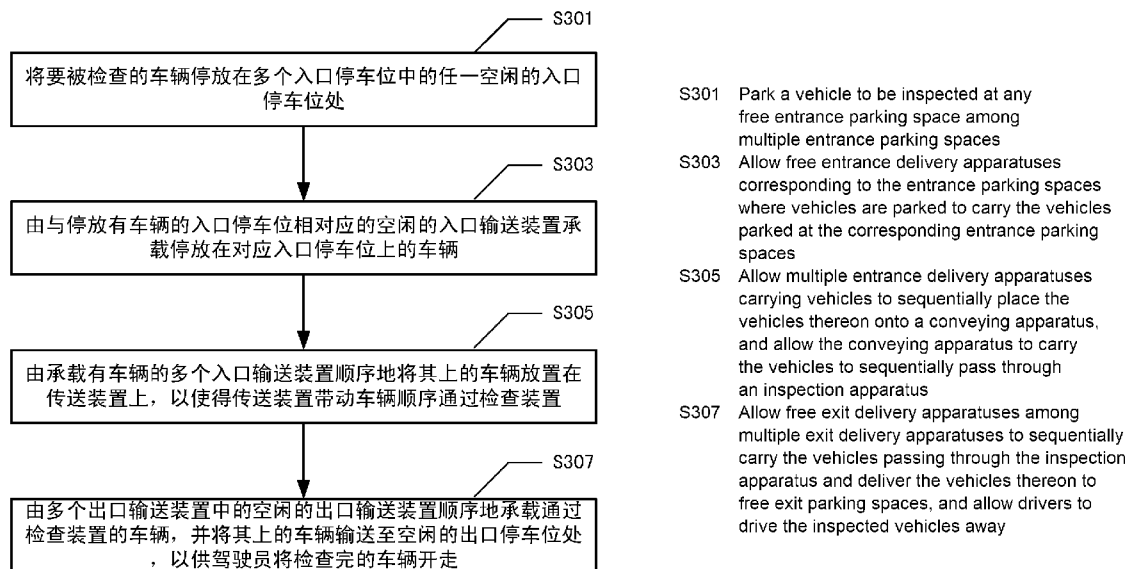 S301
将要被检查的车辆停放在多个入口停车位中的任一空闲的入口
停车位处
S303
由与停放有车辆的入口停车位相对应的空闲的入口输送装置承
载停放在对应入口停车位上的车辆
S305
由承载有车辆的多个入口输送装置顺序地将其上的车辆放置在
传送装置上，以使得传送装置带动车辆顺序通过检查装置
S307
由多个出口输送装置中的空闲的出口输送装置顺序地承载通过
检查装置的车辆,并将其上的车辆输送至空闲的出口停车位处
，以供驾驶员将检查完的车辆开走
S301 Park a vehicle to be inspected at any
free entrance parking space among
multiple entrance parking spaces
S303 Allow free entrance delivery apparatuses
corresponding to the entrance parking spaces
where vehicles are parked to carry the vehicles
parked at the corresponding entrance parking
spaces
S305 Allow multiple entrance delivery apparatuses
carrying vehicles to sequentially place the
vehicles thereon onto a conveying apparatus,
and allow the conveying apparatus to carry
the vehicles to sequentially pass through
an inspection apparatus
S307 Allow free exit delivery apparatuses among
multiple exit delivery apparatuses to sequentially
carry the vehicles passing through the inspection
apparatus and deliver the vehicles thereon to
free exit parking spaces, and allow drivers to
drive the inspected vehicles away